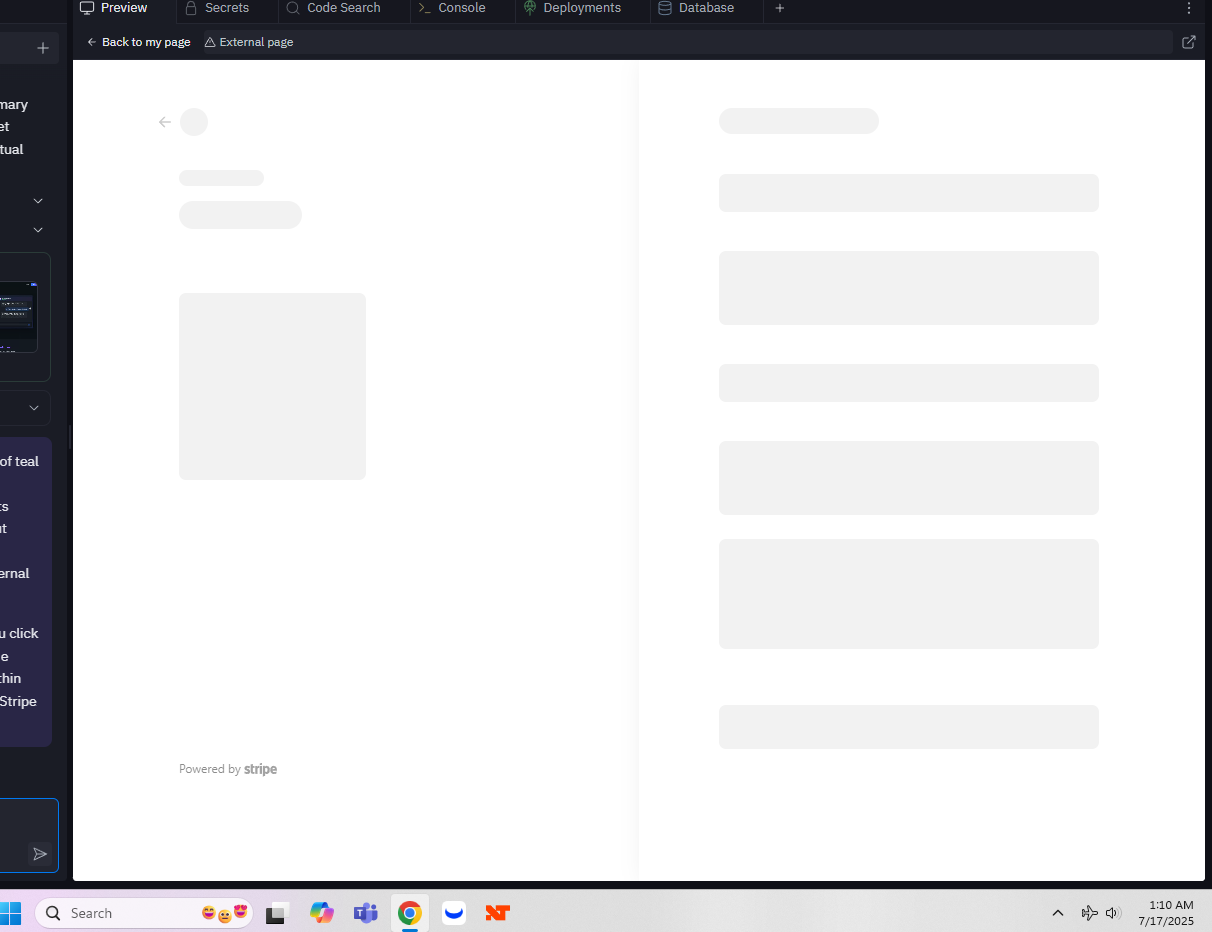 Preview
Secrets
Code Search
Console
Deployments
Database
Back to my page
External page
mary
et
tual
of teal
ts
ut
ernal
u click
e
thin
Stripe
Powered by stripe
Search
1:10 AM
7/17/2025